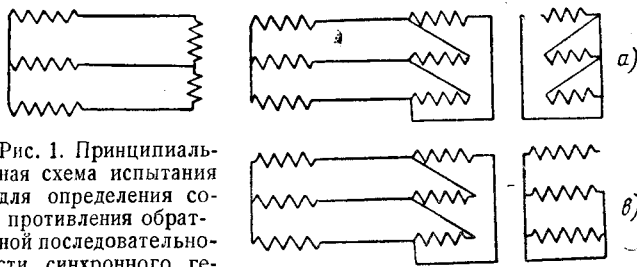 Рис. 1. Принципиаль-
ная схема испытания
для определения со-
противления обрат-
ной последовательно-
сти синхронного ге-
а)
в)